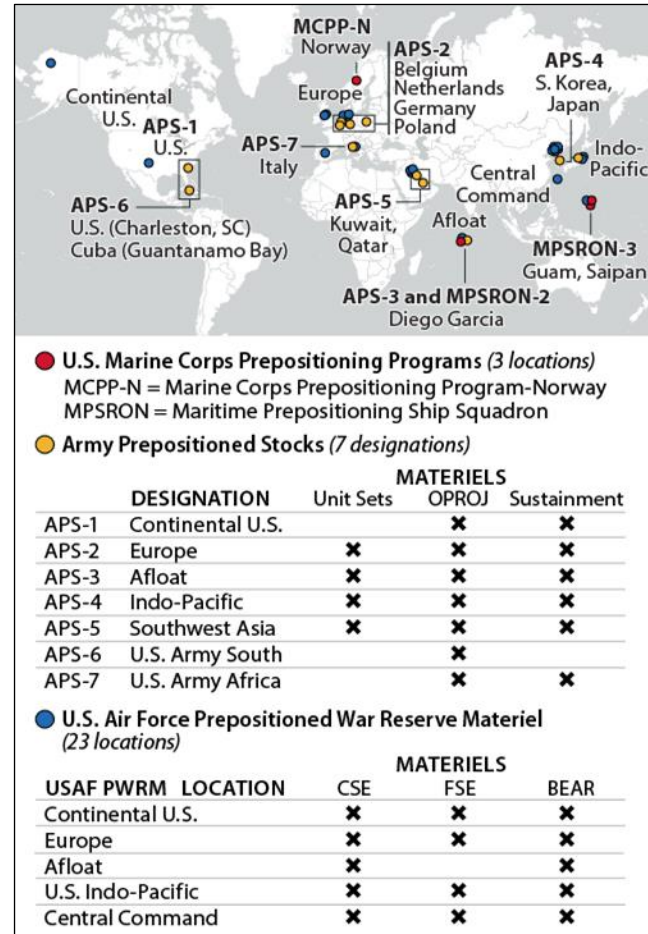 MCPP-N
Norway
APS-2
Belgium
Netherlands
Germany
Poland
APS-4
S. Korea,
Japan
Europe
Continental
U.S.
APS-1
U.S.
APS-7
Italy
Central
Command
Indo-
Pacific
APS-6
U.S. (Charleston, SC)
Cuba (Guantanamo Bay)
APS-5
Kuwait,
Qatar
Afloat
MPSRON-3
Guam, Saipan
APS-3 and MPSRON-2
Diego Garcia
U.S. Marine Corps Prepositioning Programs (3 locations)
MCPP-N = Marine Corps Prepositioning Program-Norway
MPSRON = Maritime Prepositioning Ship Squadron
Army Prepositioned Stocks (7 designations)
MATERIELS
DESIGNATION Unit Sets OPROJ Sustainment
APS-1 Continental U.S. ✖ ✖
APS-2 Europe ✖ ✖ ✖
APS-3 Afloat ✖ ✖ ✖
APS-4 Indo-Pacific ✖ ✖ ✖
APS-5 Southwest Asia ✖ ✖ ✖
APS-6 U.S. Army South ✖
APS-7 U.S. Army Africa ✖ ✖
U.S. Air Force Prepositioned War Reserve Materiel
(23 locations)
MATERIELS
USAF PWRM LOCATION CSE FSE BEAR
Continental U.S. ✖ ✖ ✖
Europe ✖ ✖ ✖
Afloat ✖ ✖
U.S. Indo-Pacific ✖ ✖ ✖
Central Command ✖ ✖ ✖